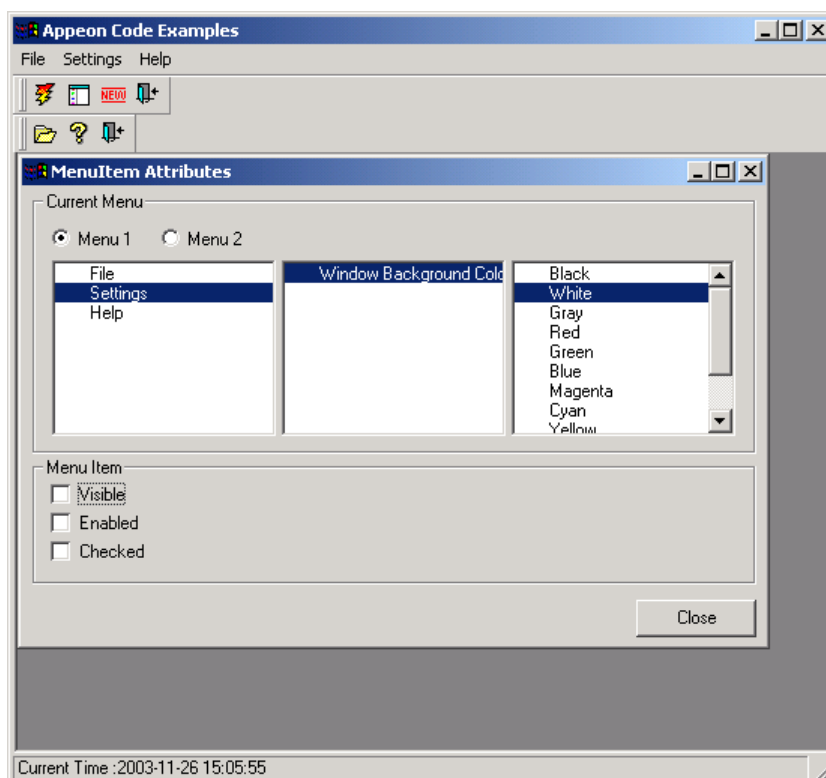 Appeon Code Examples
File Settings Help
NEW
MenuItem Attributes
Current Menu
Menu 1 Menu 2
File
Settings
Help
Window Background Colo
Black
White
Gray
Red
Green
Blue
Magenta
Cyan
Yellow
Menu Item
Visible
Enabled
Checked
Close
Current Time :2003-11-26 15:05:55